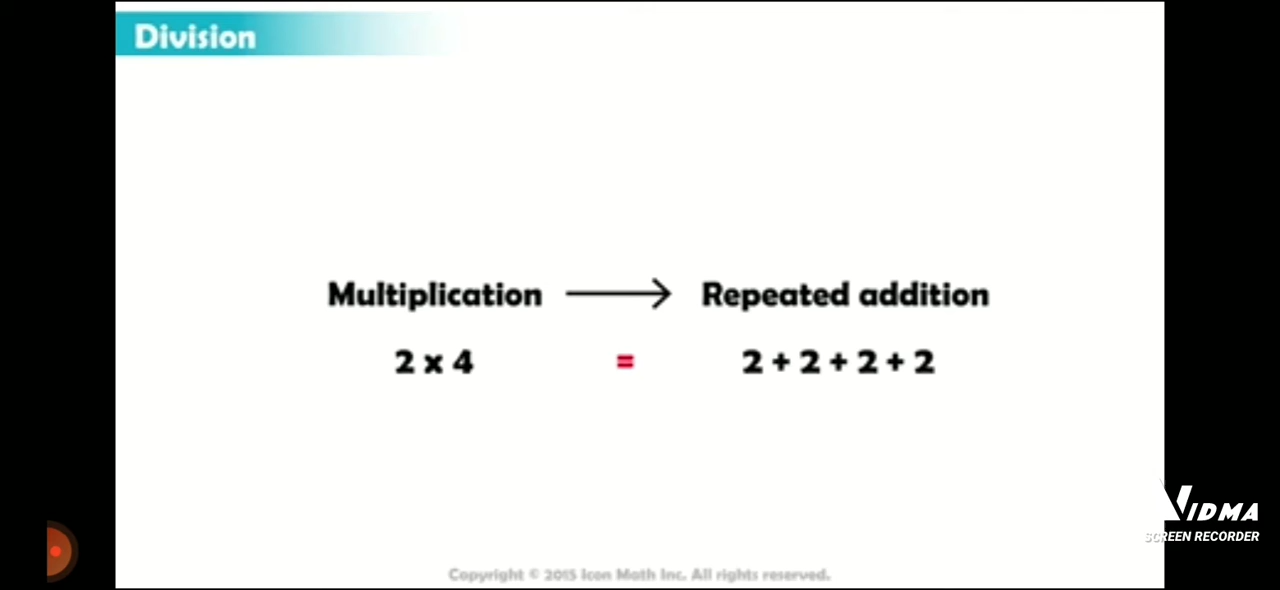 Division
Multiplication → Repeated addition
2 x 4 = 2 + 2 + 2 + 2
VIDMA
SCREEN RECORDER
Copyright © 2015 Icon Math Inc. All rights reserved.